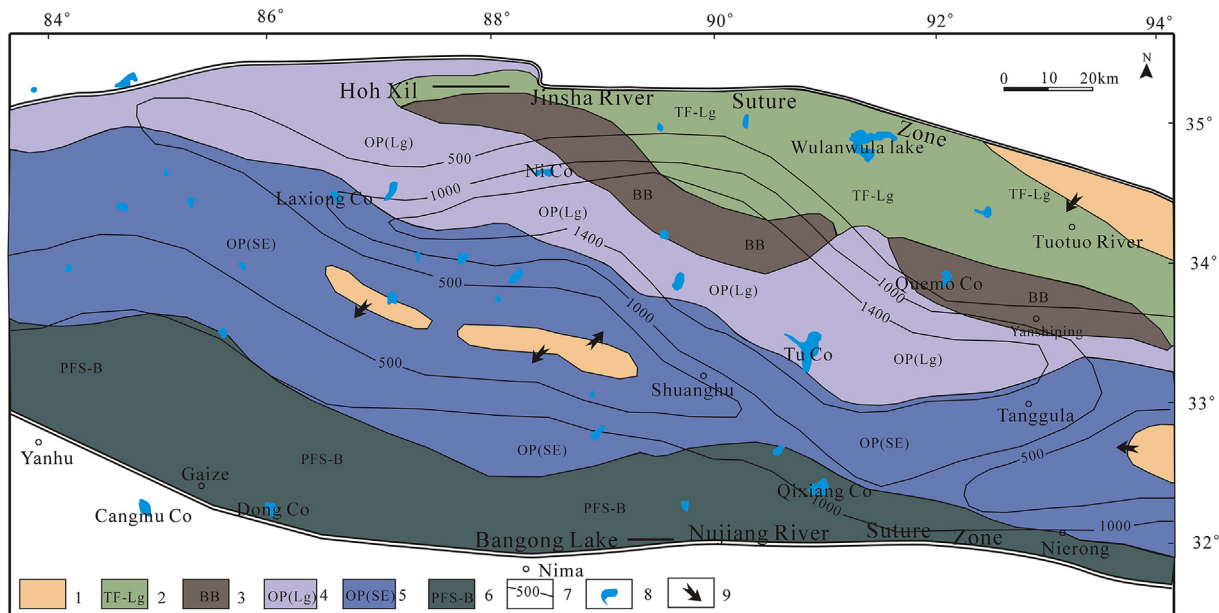 84° 86° 88° 90° 92° 94°
N
0 10 20km
Hoh Xil Jinsha River Suture Zone
TF-Lg
35°
Wulanwula lake
OP(Lg)
500
Ni Co
1000
Laxiong Co
BB
TF-Lg
TF-Lg
OP(Lg)
Tuotuo River
1400
OP(SE)
BB
34°
500
1000
OP(Lg)
1000
Quemo Co
BB
1400
Yanshiping
Tu Co
OP(Lg)
500
PFS-B
Shuanghu
33°
Tanggula
OP(SE)
OP(SE)
500
Yanhu
PFS-B
Gaize
Qixiang Co
1000
PFS-B
Cangmu Co
Dong Co
1000
Bangong Lake Nujiang River Suture Zone
Nierong
32°
Nima
1 TF-Lg 2 BB 3 OP(Lg) 4 OP(SE) 5 PFS-B 6 500 7 8 9